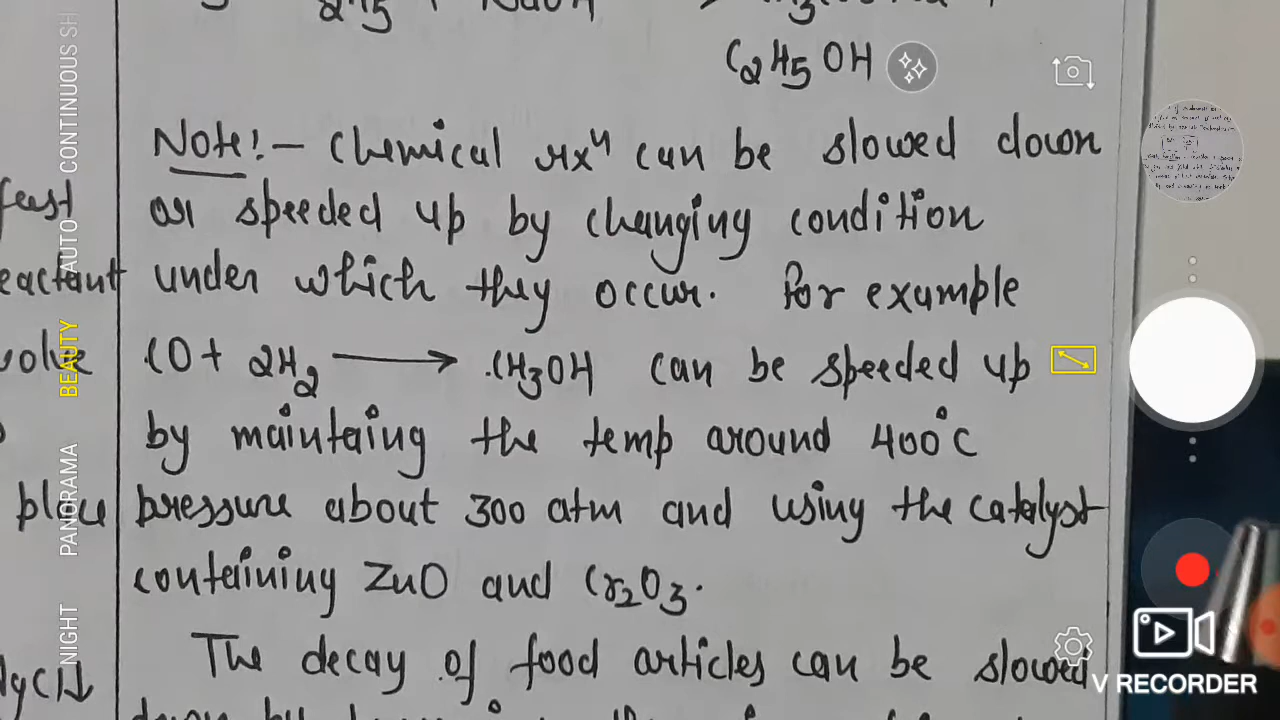 C2H5OH
Note:- Chemical rxn can be slowed down
or speeded up by changing condition
under which they occur. For example
CO + 2H2 → CH3OH can be speeded up
by maintaing the temp around 400°C
pressure about 300 atm and using the catalyst
containing ZnO and Cr2O3.
The decay of food articles can be slowed
NIGHT
PANORAMA
BEAUTY
AUTO
CONTINUOUS SH
V RECORDER